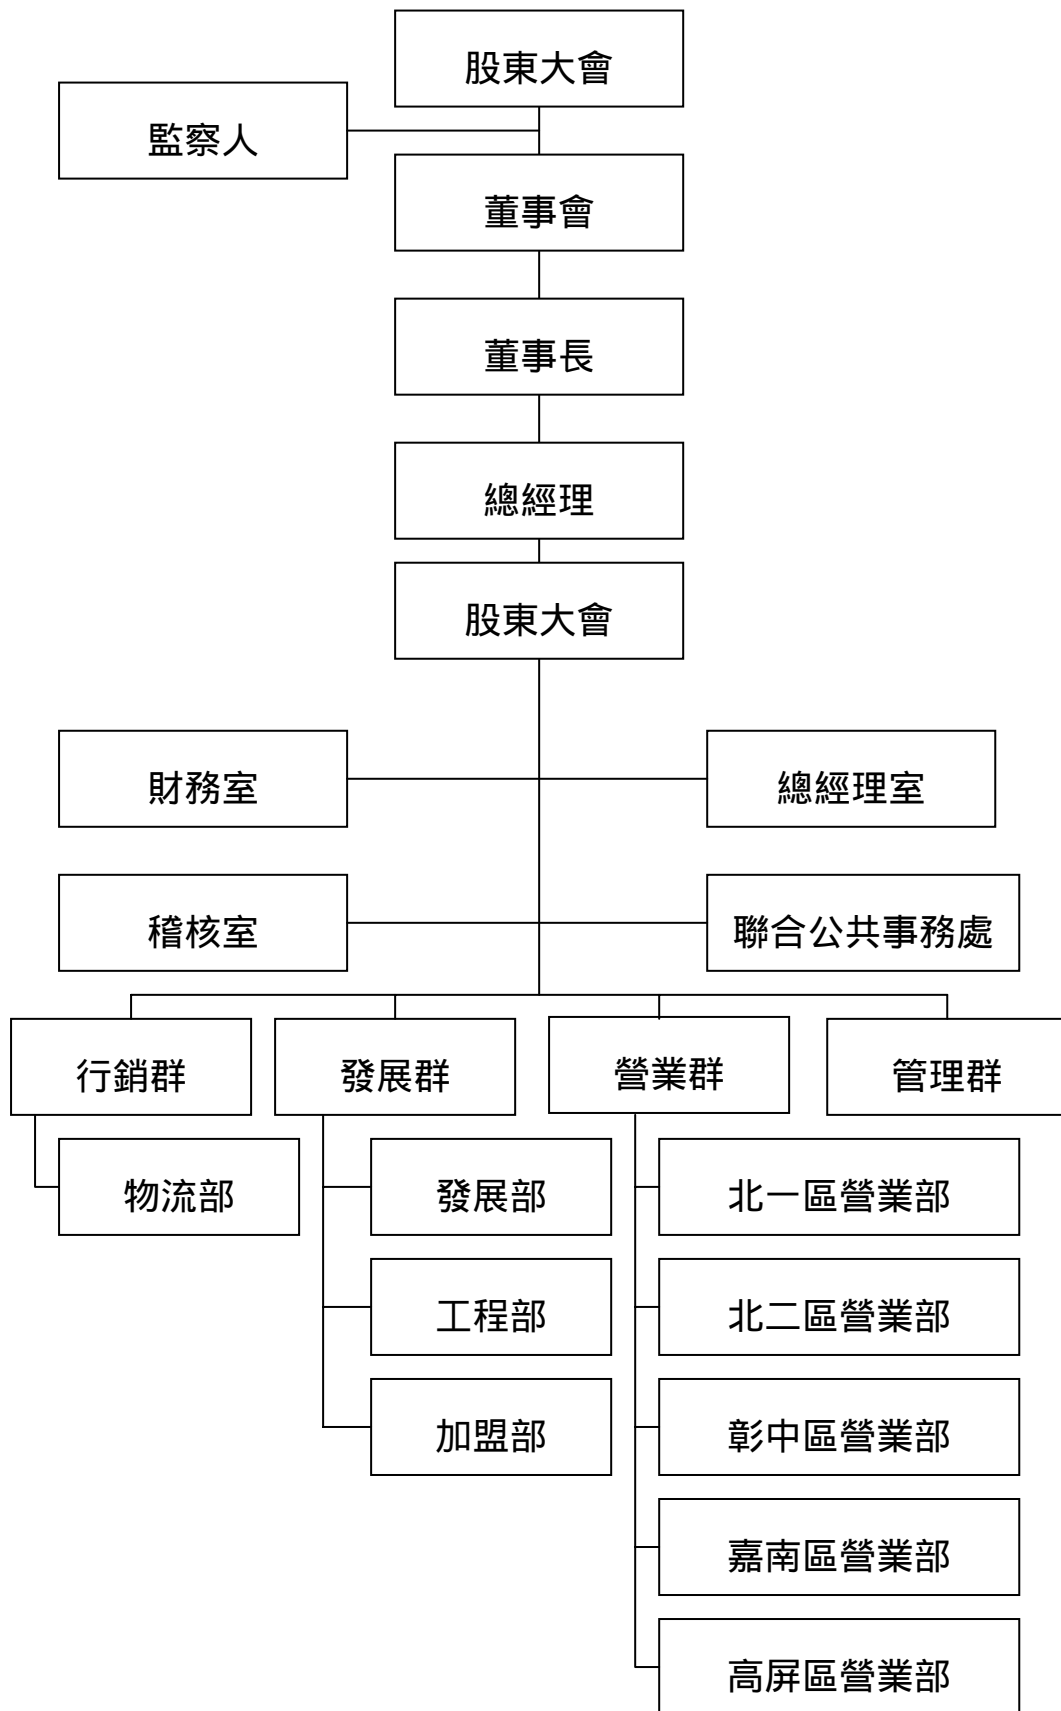 股東大會
監察人
董事會
董事長
總經理
股東大會
財務室
總經理室
稽核室
聯合公共事務處
行銷群
發展群
營業群
管理群
物流部
發展部
北一區營業部
工程部
北二區營業部
加盟部
彰中區營業部
嘉南區營業部
高屏區營業部